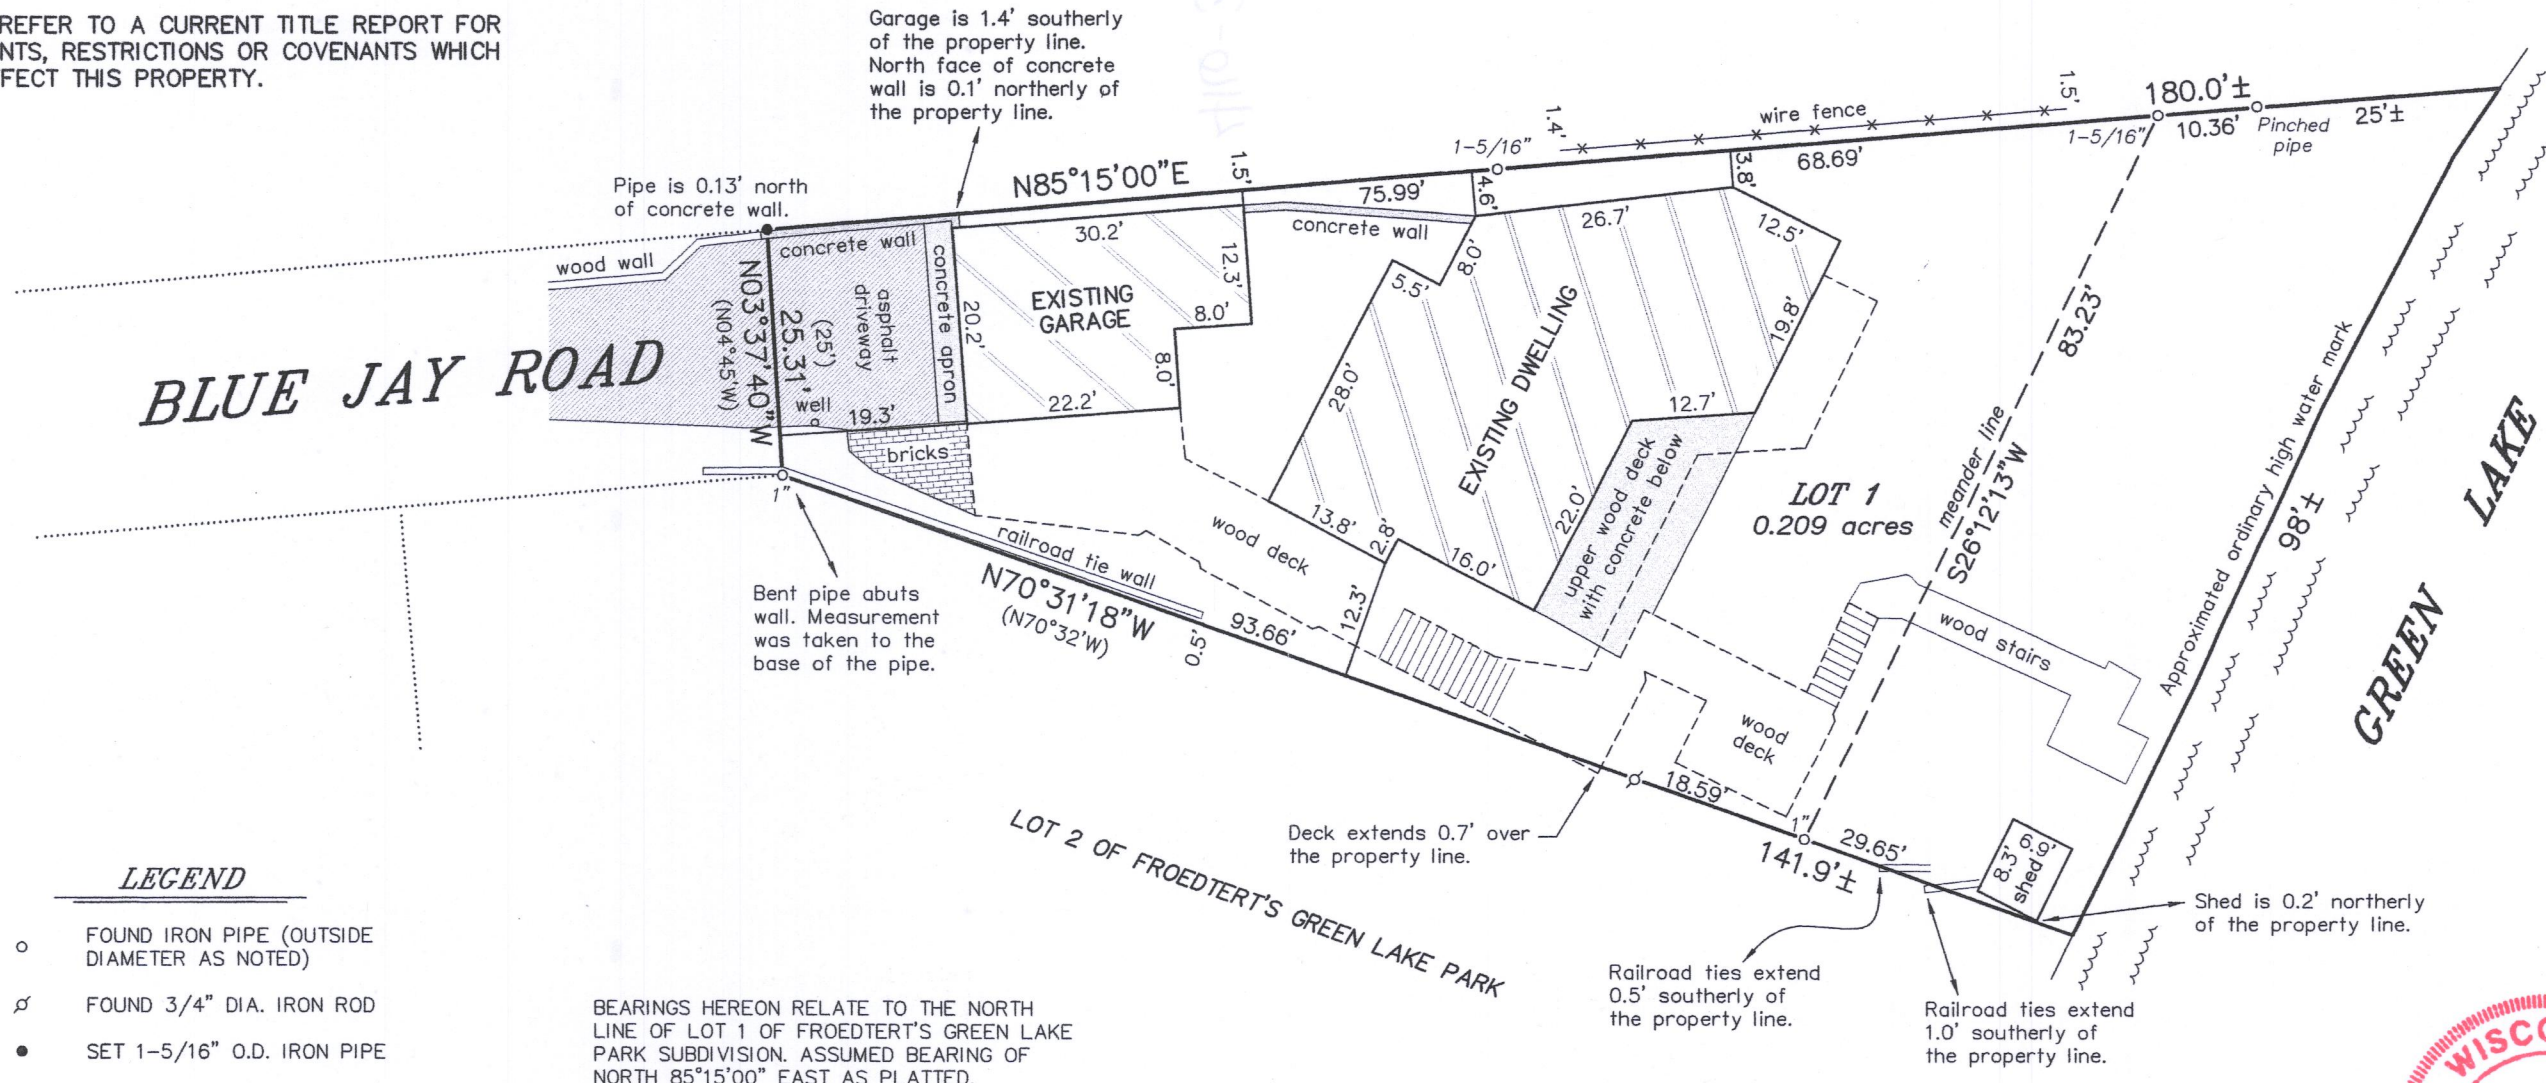 REFER TO A CURRENT TITLE REPORT FOR
NTS, RESTRICTIONS OR COVENANTS WHICH
FECT THIS PROPERTY.
Garage is 1.4' southerly
of the property line.
North face of concrete
wall is 0.1' northerly of
the property line.
Pipe is 0.13' north
of concrete wall.
N85°15'00"E
1.5'
75.99'
4.6'
1-5/16"
1.4'
wire fence
1.5'
68.69'
3.8'
180.0'±
1-5/16"
10.36'
Pinched
pipe
25'±
wood wall
concrete wall
asphalt
driveway
concrete apron
N03°37'40"W
(N04°45'W)
25.31'
(25')
well
19.3'
20.2'
30.2'
12.3'
EXISTING
GARAGE
8.0'
8.0'
22.2'
concrete wall
BLUE JAY ROAD
bricks
1"
Bent pipe abuts
wall. Measurement
was taken to the
base of the pipe.
railroad tie wall
N70°31'18"W
(N70°32'W)
0.5'
93.66'
wood deck
26.7'
12.5'
8.0'
5.5'
28.0'
19.8'
EXISTING DWELLING
12.7'
22.0'
13.8'
2.8'
16.0'
12.3'
upper wood deck
with concrete below
LOT 1
0.209 acres
meander line
S26°12'13"W
83.23'
Approximated ordinary high water mark
98'±
GREEN LAKE
wood stairs
wood
deck
18.59'
1"
29.65'
141.9'±
8.3'
6.9'
shed
Deck extends 0.7' over
the property line.
LOT 2 OF FROEDTERT'S GREEN LAKE PARK
Shed is 0.2' northerly
of the property line.
Railroad ties extend
0.5' southerly of
the property line.
Railroad ties extend
1.0' southerly of
the property line.
LEGEND
FOUND IRON PIPE (OUTSIDE
DIAMETER AS NOTED)
FOUND 3/4" DIA. IRON ROD
SET 1-5/16" O.D. IRON PIPE
BEARINGS HEREON RELATE TO THE NORTH
LINE OF LOT 1 OF FROEDTERT'S GREEN LAKE
PARK SUBDIVISION. ASSUMED BEARING OF
NORTH 85°15'00" EAST AS PLATTED.
WISCO